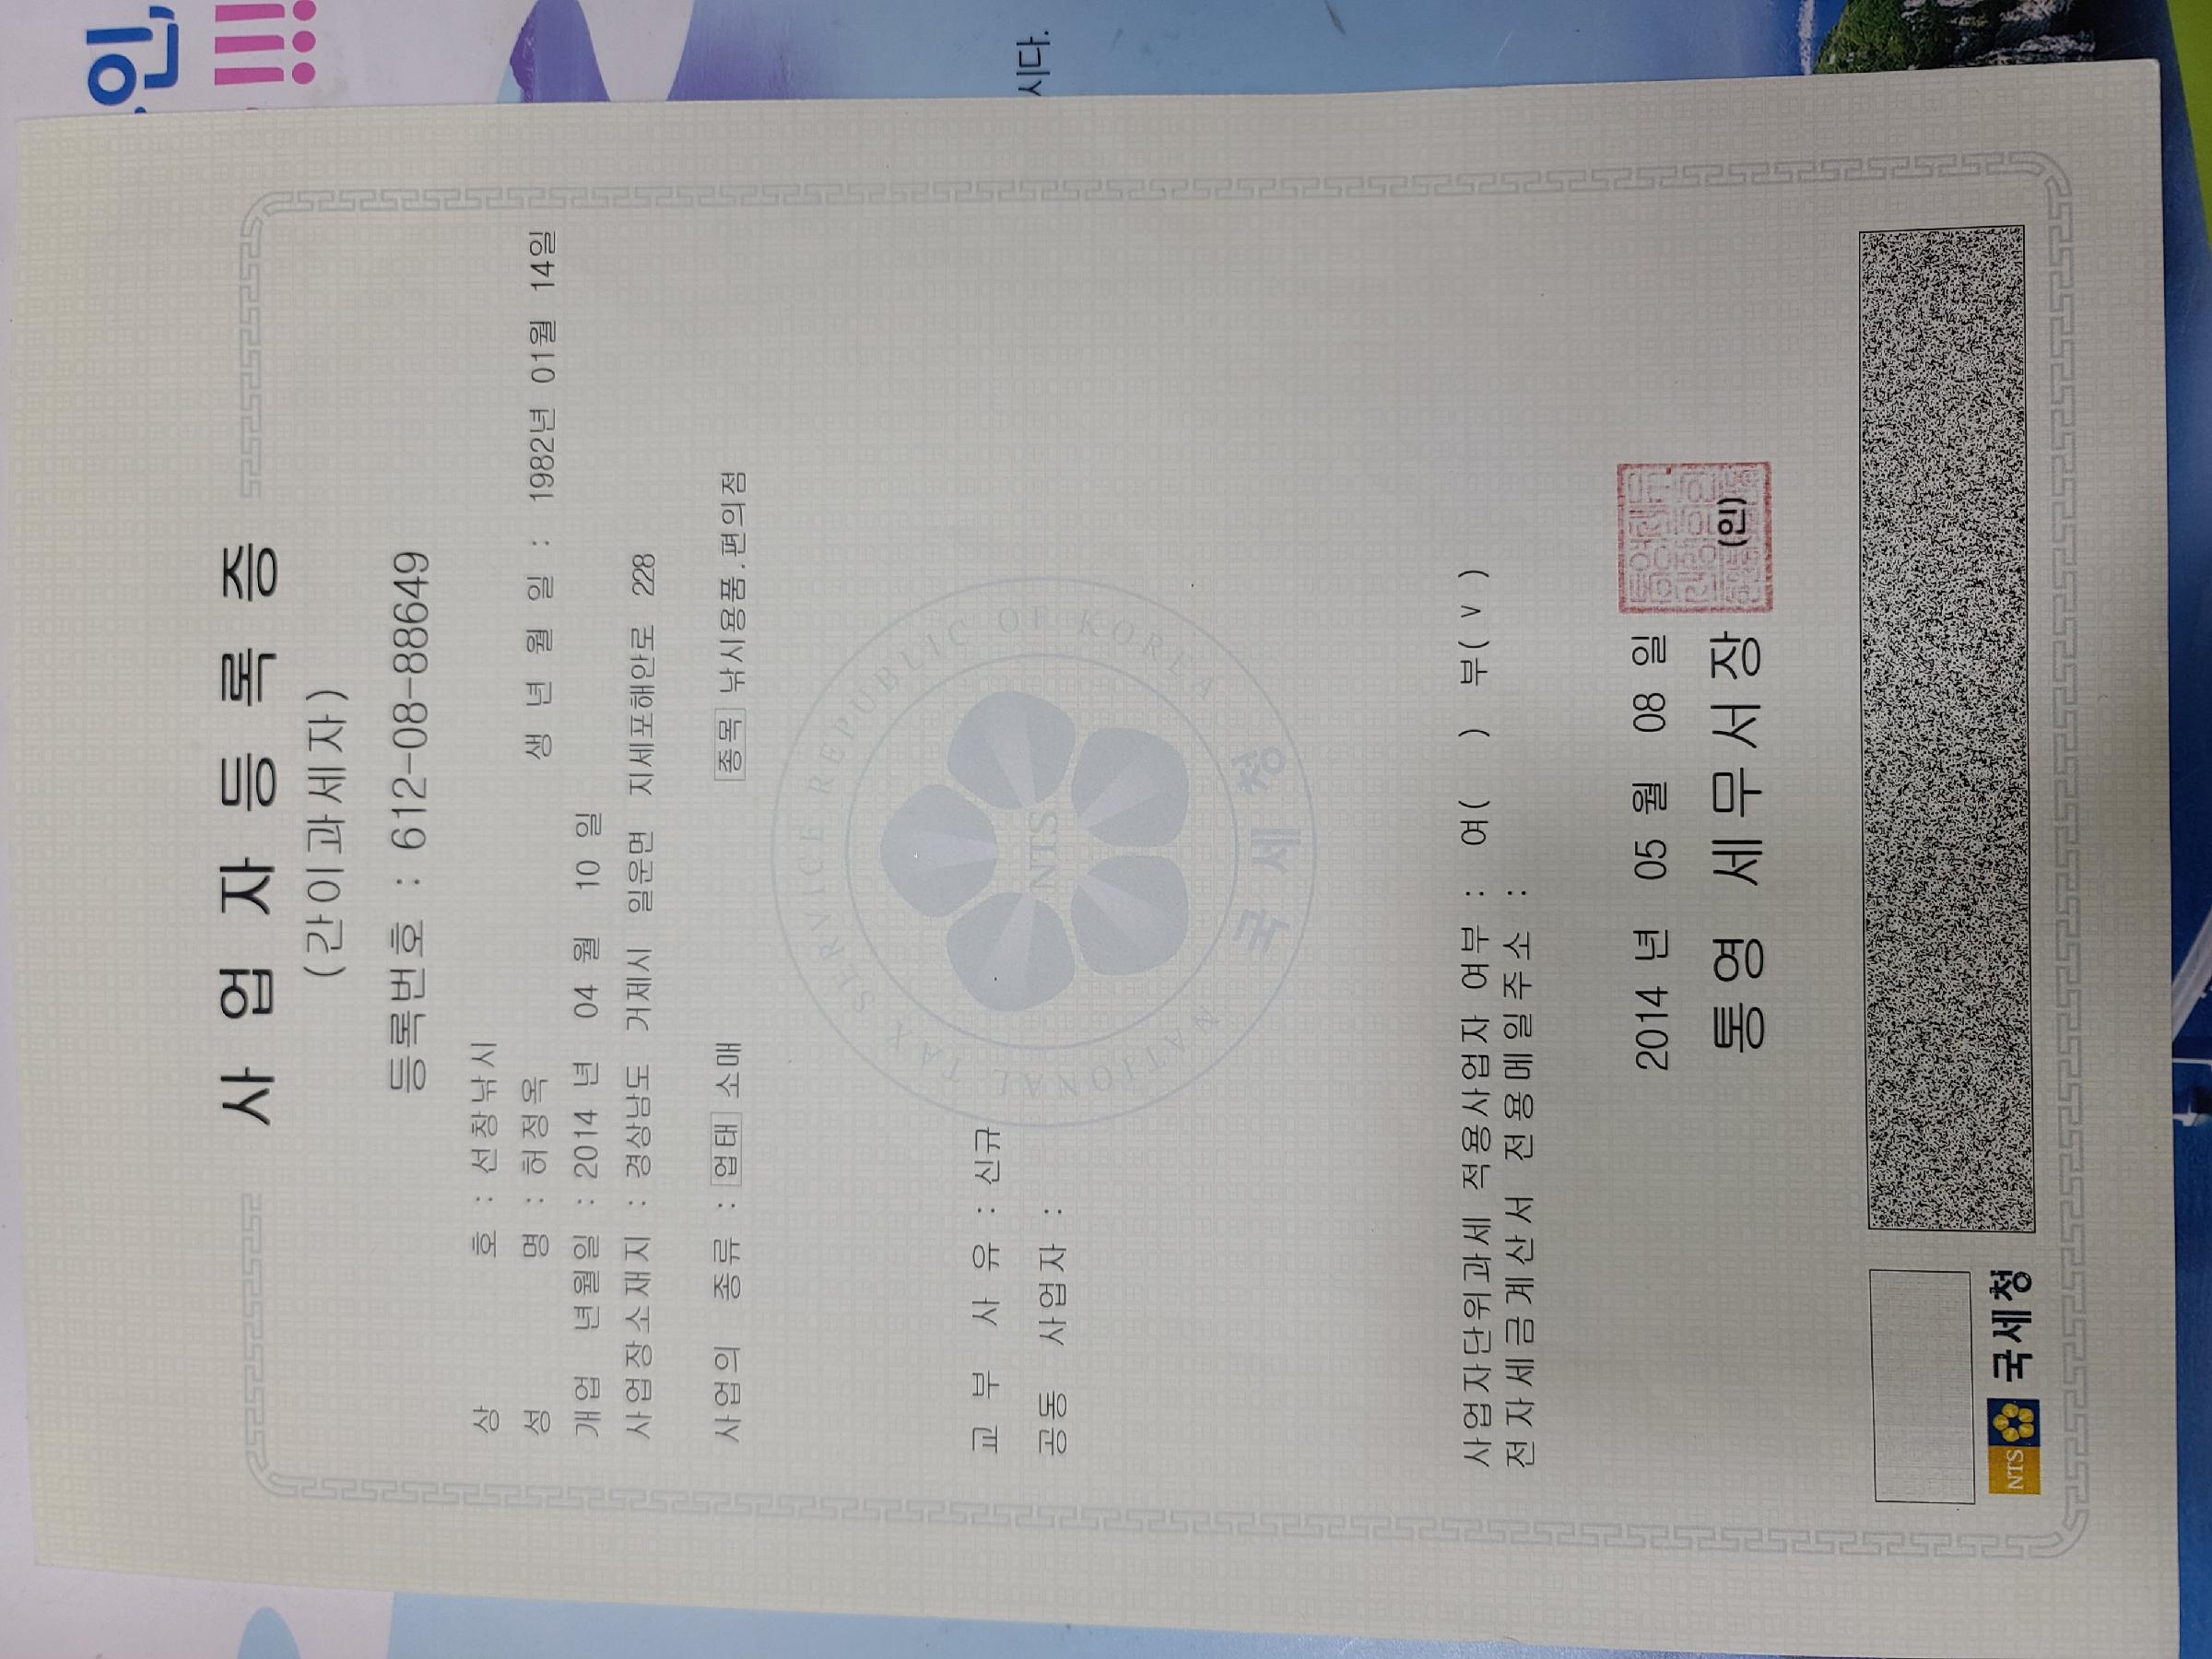 인,
!!!
시다.
사업자등록증
(간이과세자)
등록번호 : 612-08-88649
상 호 : 선창낚시
성 명 : 허정옥 생 년 월 일 : 1982년 01월 14일
개업 년월일 : 2014 년 04 월 10 일
사업장소재지 : 경상남도 거제시 일운면 지세포해안로 228
사업의 종류 : 업태 소매 종목 낚시용품.편의점
NATIONAL TAX SERVICE REPUBLIC OF KOREA
NTS
국세청
교 부 사 유 : 신규
공동 사업자 :
사업자단위과세 적용사업자 여부 : 여( ) 부( v )
전자세금계산서 전용메일주소 :
2014 년 05 월 08 일
통영 세무서장 (인)
NTS 국세청